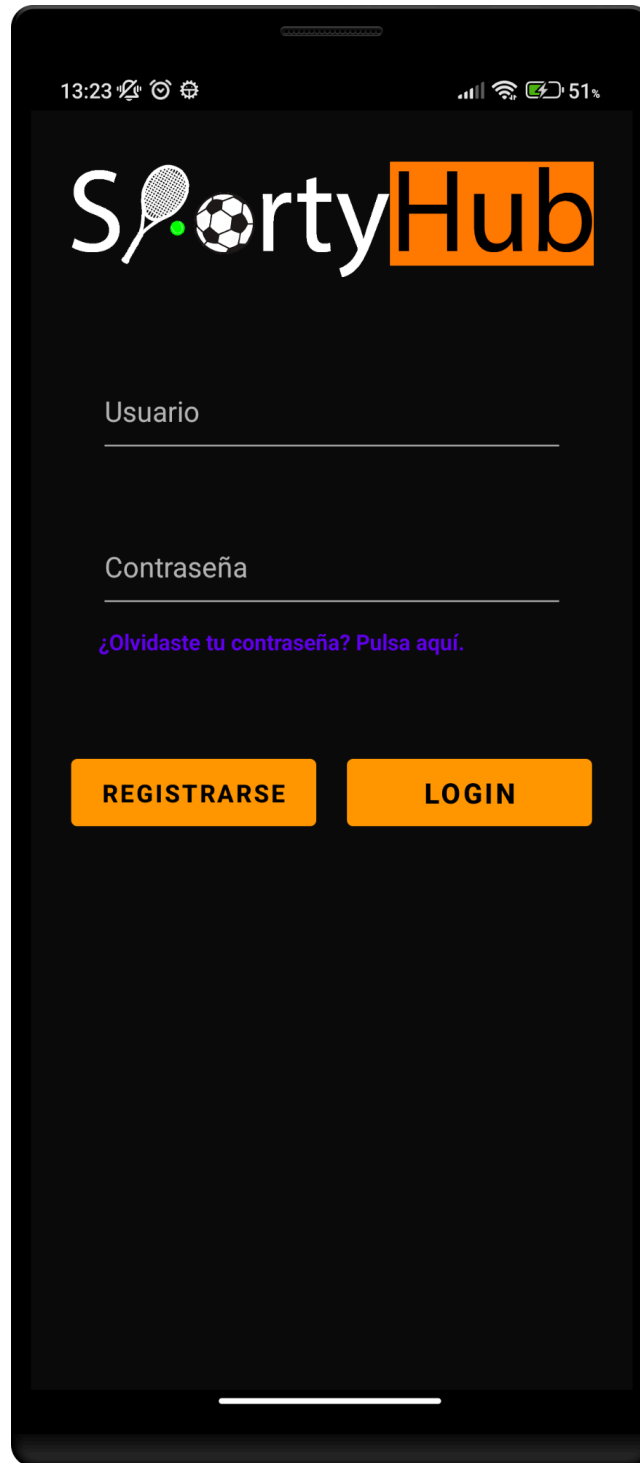 13:23 51%
SportyHub
Usuario
Contraseña
¿Olvidaste tu contraseña? Pulsa aquí.
REGISTRARSE LOGIN